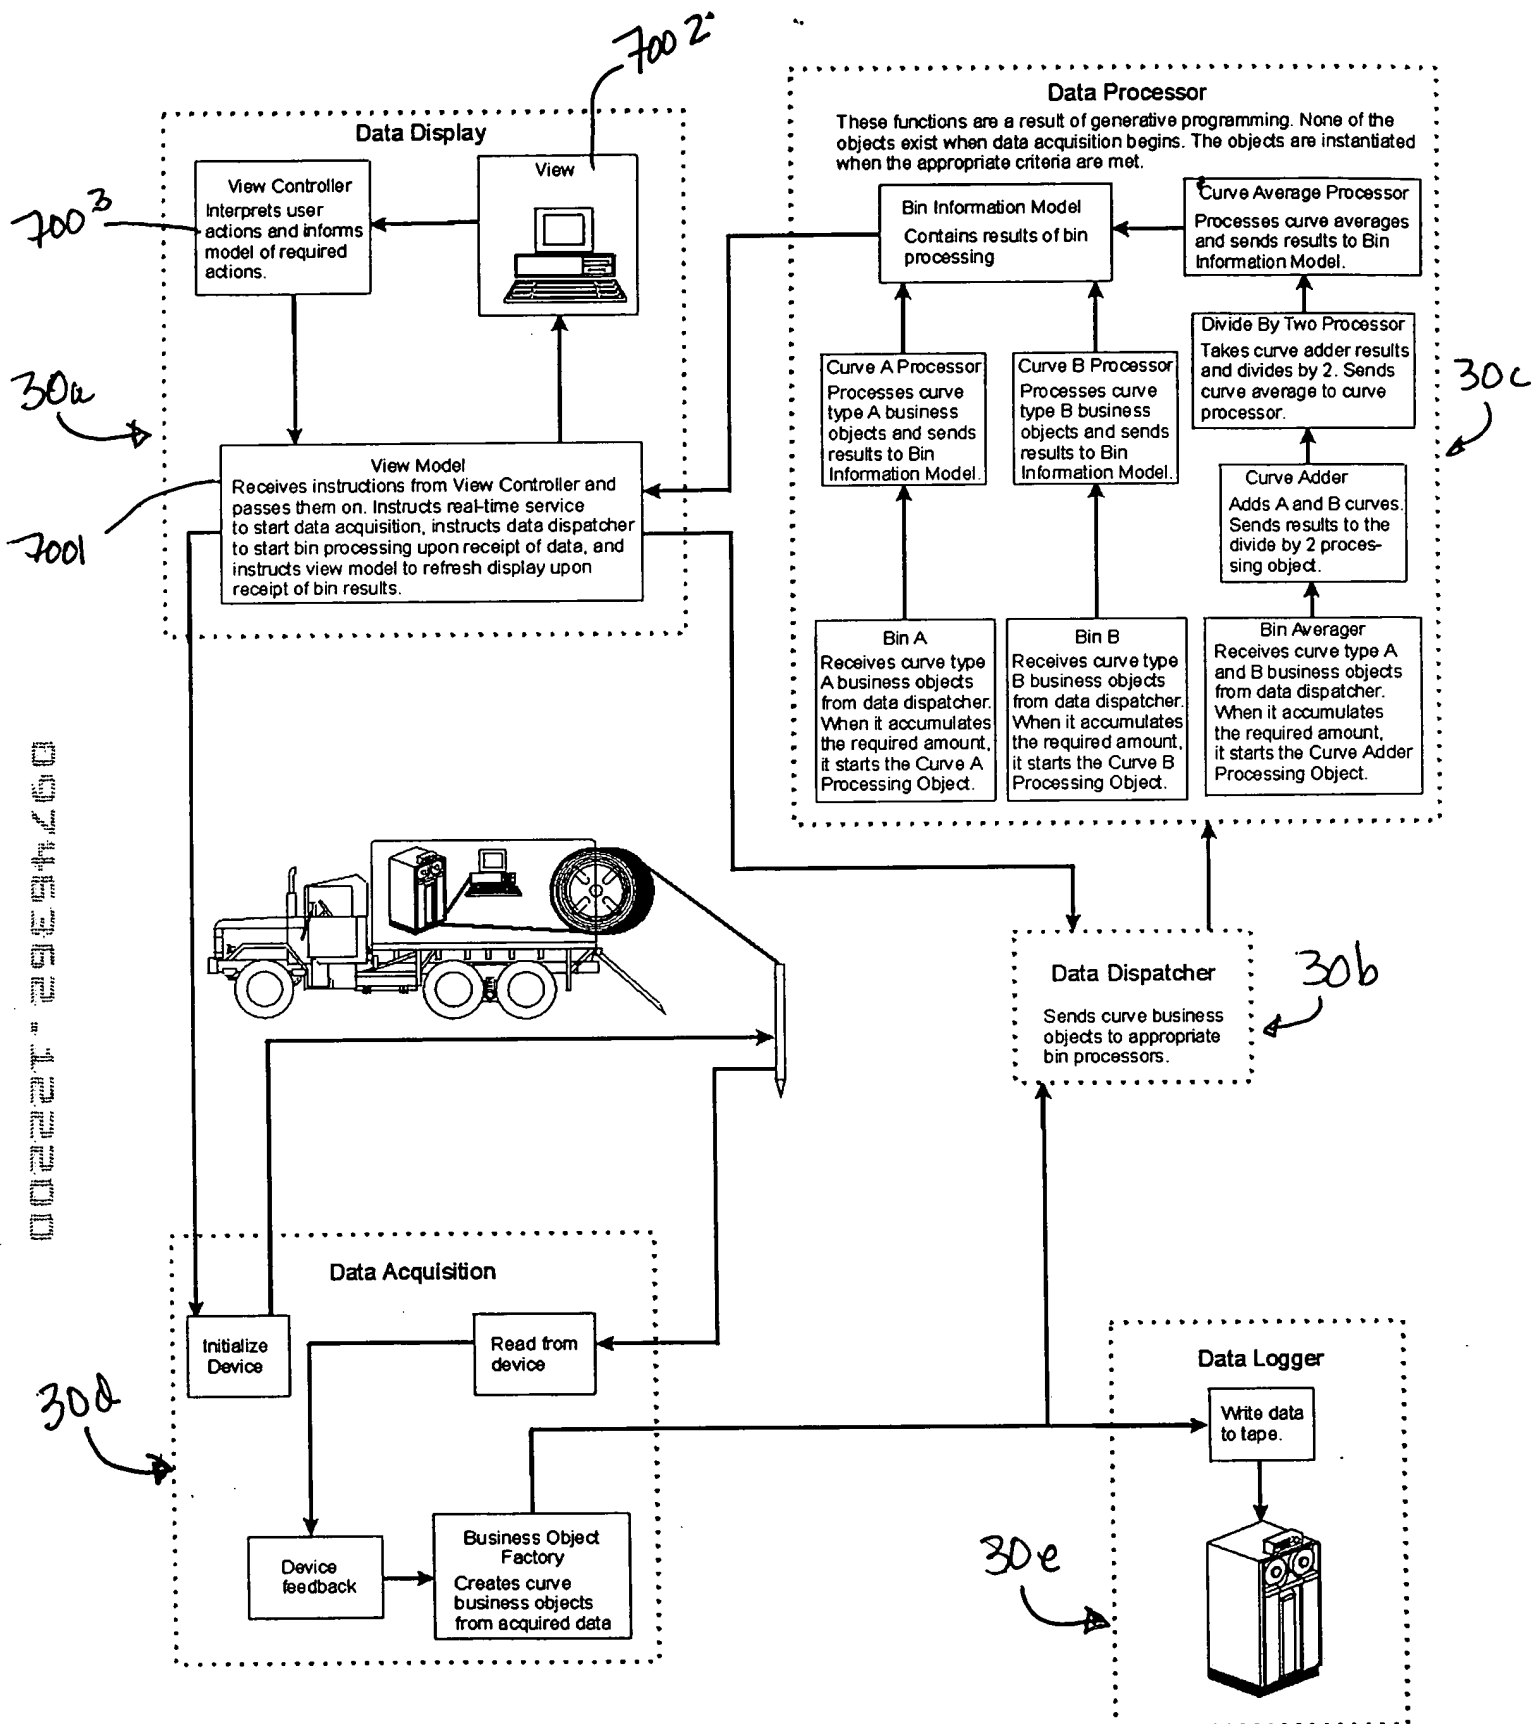 7002
Data Display
View Controller
Interprets user
actions and informs
model of required
actions.
View
7003
30a
View Model
Receives instructions from View Controller and
passes them on. Instructs real-time service
to start data acquisition, instructs data dispatcher
to start bin processing upon receipt of data, and
instructs view model to refresh display upon
receipt of bin results.
7001
Data Processor
These functions are a result of generative programming. None of the
objects exist when data acquisition begins. The objects are instantiated
when the appropriate criteria are met.
Bin Information Model
Contains results of bin
processing
Curve Average Processor
Processes curve averages
and sends results to Bin
Information Model.
Curve A Processor
Processes curve
type A business
objects and sends
results to Bin
Information Model.
Curve B Processor
Processes curve
type B business
objects and sends
results to Bin
Information Model.
Divide By Two Processor
Takes curve adder results
and divides by 2. Sends
curve average to curve
processor.
30c
Curve Adder
Adds A and B curves.
Sends results to the
divide by 2 proces-
sing object.
Bin A
Receives curve type
A business objects
from data dispatcher.
When it accumulates
the required amount,
it starts the Curve A
Processing Object.
Bin B
Receives curve type
B business objects
from data dispatcher.
When it accumulates
the required amount,
it starts the Curve B
Processing Object.
Bin Averager
Receives curve type A
and B business objects
from data dispatcher.
When it accumulates
the required amount,
it starts the Curve Adder
Processing Object.
Data Dispatcher
Sends curve business
objects to appropriate
bin processors.
30b
Data Acquisition
Initialize
Device
Read from
device
30d
Device
feedback
Business Object
Factory
Creates curve
business objects
from acquired data
Data Logger
Write data
to tape.
30e